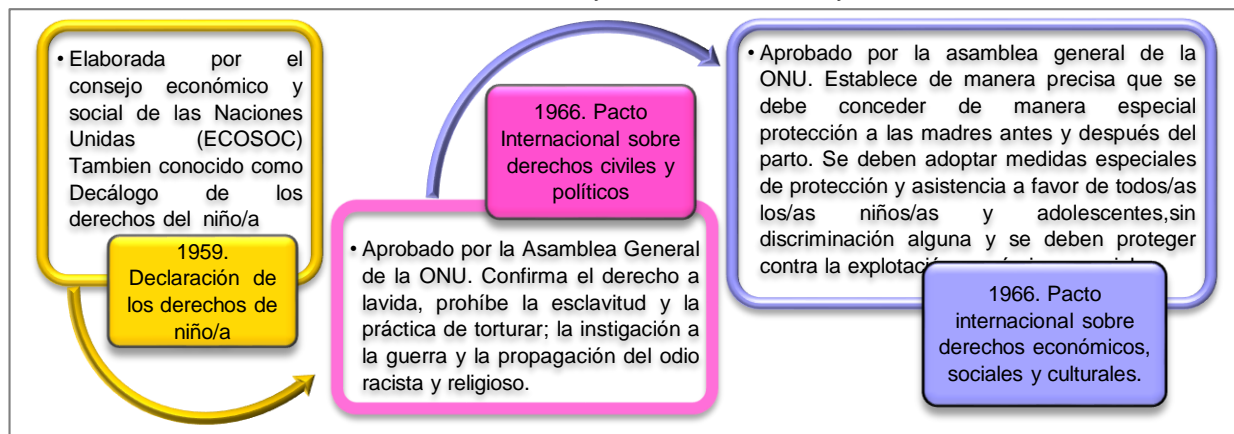 • Elaborada por el
consejo económico y
social de las Naciones
Unidas (ECOSOC)
Tambien conocido como
Decálogo de los
derechos del niño/a
1959.
Declaración de
los derechos de
niño/a
1966. Pacto
Internacional sobre
derechos civiles y
políticos
• Aprobado por la Asamblea General
de la ONU. Confirma el derecho a
lavida, prohíbe la esclavitud y la
práctica de torturar; la instigación a
la guerra y la propagación del odio
racista y religioso.
• Aprobado por la asamblea general de la
ONU. Establece de manera precisa que se
debe conceder de manera especial
protección a las madres antes y después del
parto. Se deben adoptar medidas especiales
de protección y asistencia a favor de todos/as
los/as niños/as y adolescentes,sin
discriminación alguna y se deben proteger
contra la explotación
1966. Pacto
internacional sobre
derechos económicos,
sociales y culturales.